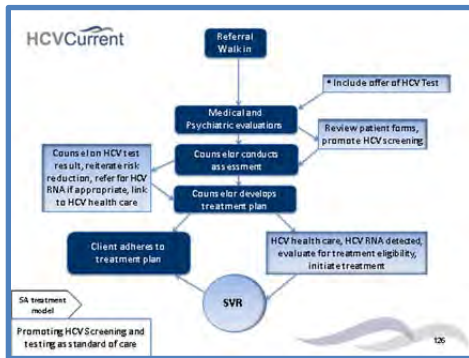 HCVCurrent
Referral
Walk in
* Include offer of HCV Test
Medical and
Psychiatric evaluations
Review patient forms,
promote HCV screening
Counsel on HCV test
result, reiterate risk
reduction, refer for HCV
RNA if appropriate, link
to HCV health care
Counselor conducts
assessment
Counselor develops
treatment plan
Client adheres to
treatment plan
HCV health care, HCV RNA detected,
evaluate for treatment eligibility,
initiate treatment
SVR
SA treatment
model
Promoting HCV Screening and
testing as standard of care
126